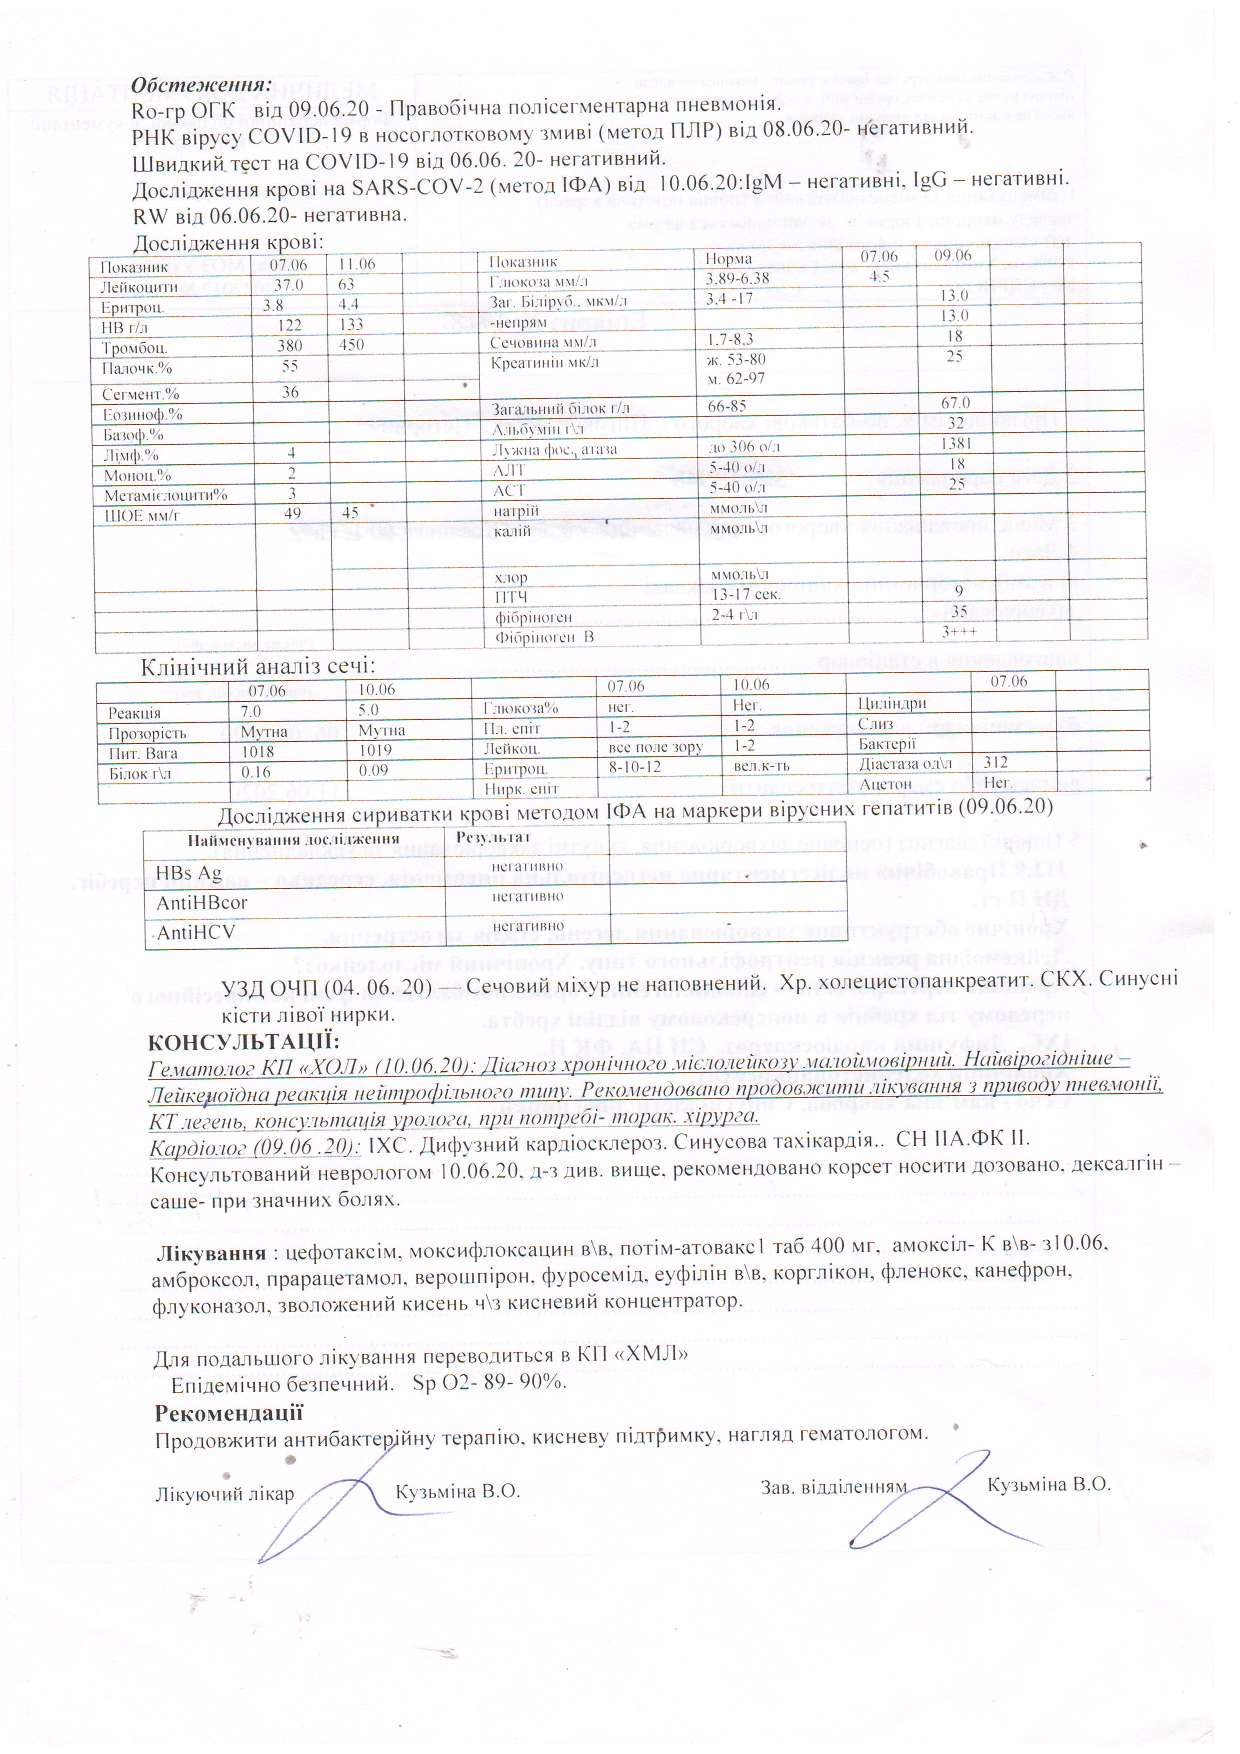 Обстеження:
Ro-гр ОГК від 09.06.20 - Правобічна полісегментарна пневмонія.
РНК вірусу COVID-19 в носоглотковому змиві (метод ПЛР) від 08.06.20- негативний.
Швидкий тест на COVID-19 від 06.06. 20- негативний.
Дослідження крові на SARS-COV-2 (метод ІФА) від 10.06.20:IgM – негативні, IgG – негативні.
RW від 06.06.20- негативна.
Дослідження крові:
Показник 07.06 11.06 Показник Норма 07.06 09.06
Лейкоцити 37.0 63 Глюкоза мм/л 3.89-6.38 4.5
Еритроц. 3.8 4.4 Заг. Біліруб.. мкм/л 3.4 -17 13.0
НВ г/л 122 133 -непрям 13.0
Тромбоц. 380 450 Сечовина мм/л 1.7-8.3 18
Палочк.% 55 Креатинін мк/л ж. 53-80 25
м. 62-97
Сегмент.% 36
Еозиноф.% Загальний білок г/л 66-85 67.0
Базоф.% Альбумін г\л 32
Лімф.% 4 Лужна фос., атаза до 306 о/л 1381
Моноц.% 2 АЛТ 5-40 о/л 18
Метамієлоцити% 3 АСТ 5-40 о/л 25
ШОЕ мм/г 49 45 натрій ммоль\л
калій ммоль\л
хлор ммоль\л
ПТЧ 13-17 сек. 9
фібріноген 2-4 г\л 35
Фібріноген В 3+++
Клінічний аналіз сечі:
07.06 10.06 07.06 10.06 07.06
Реакція 7.0 5.0 Глюкоза% нег. Нег. Циліндри
Прозорість Мутна Мутна Пл. епіт 1-2 1-2 Слиз
Пит. Вага 1018 1019 Лейкоц. все поле зору 1-2 Бактерії
Білок г\л 0.16 0.09 Еритроц. 8-10-12 вел.к-ть Діастаза од\л 312
Нирк. епіт Ацетон Нег.
Дослідження сириватки крові методом ІФА на маркери вірусних гепатитів (09.06.20)
Найменування дослідження Результат
HBs Ag негативно
AntiHBcor негативно
AntiHCV негативно
УЗД ОЧП (04. 06. 20) — Сечовий міхур не наповнений. Хр. холецистопанкреатит. СКХ. Синусні
кісти лівої нирки.
КОНСУЛЬТАЦІЇ:
Гематолог КП «ХОЛ» (10.06.20): Діагноз хронічного мієлолейкозу малоймовірний. Найвірогідніше –
Лейкемоїдна реакція нейтрофільного типу. Рекомендовано продовжити лікування з приводу пневмонії,
КТ легень, консультація уролога, при потребі- торак. хірурга.
Кардіолог (09.06 .20): ІХС. Дифузний кардіосклероз. Синусова тахікардія.. СН ІІА.ФК ІІ.
Консультований неврологом 10.06.20, д-з див. вище, рекомендовано корсет носити дозовано, дексалгін –
саше- при значних болях.
Лікування : цефотаксім, моксифлоксацин в\в, потім-атовакс1 таб 400 мг, амоксіл- К в\в- з10.06,
амброксол, прарацетамол, верошпірон, фуросемід, еуфілін в\в, корглікон, фленокс, канефрон,
флуконазол, зволожений кисень ч\з кисневий концентратор.
Для подальшого лікування переводиться в КП «ХМЛ»
Епідемічно безпечний. Sp O2- 89- 90%.
Рекомендації
Продовжити антибактерійну терапію, кисневу підтримку, нагляд гематологом.
Лікуючий лікар Кузьміна В.О. Зав. відділенням Кузьміна В.О.